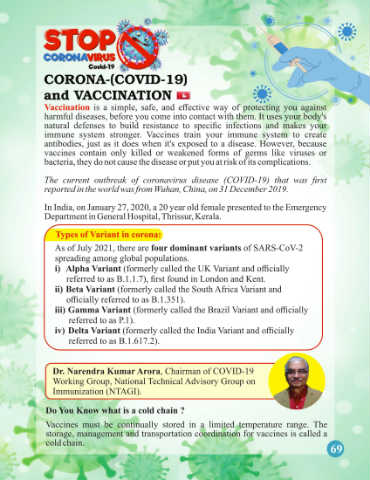 STOP
CORONAVIRUS
Covid-19
CORONA-(COVID-19)
and VACCINATION
Vaccination is a simple, safe, and effective way of protecting you against
harmful diseases, before you come into contact with them. It uses your body's
natural defenses to build resistance to specific infections and makes your
immune system stronger. Vaccines train your immune system to create
antibodies, just as it does when it's exposed to a disease. However, because
vaccines contain only killed or weakened forms of germs like viruses or
bacteria, they do not cause the disease or put you at risk of its complications.
The current outbreak of coronavirus disease (COVID-19) that was first
reported in the world was from Wuhan, China, on 31 December 2019.
In India, on January 27, 2020, a 20 year old female presented to the Emergency
Department in General Hospital, Thrissur, Kerala.
Types of Variant in corona:
As of July 2021, there are four dominant variants of SARS-CoV-2
spreading among global populations.
i) Alpha Variant (formerly called the UK Variant and officially
referred to as B.1.1.7), first found in London and Kent.
ii) Beta Variant (formerly called the South Africa Variant and
officially referred to as B.1.351).
iii) Gamma Variant (formerly called the Brazil Variant and officially
referred to as P.1).
iv) Delta Variant (formerly called the India Variant and officially
referred to as B.1.617.2).
Dr. Narendra Kumar Arora, Chairman of COVID-19
Working Group, National Technical Advisory Group on
Immunization (NTAGI).
Do You Know what is a cold chain ?
Vaccines must be continually stored in a limited temperature range. The
storage, management and transportation coordination for vaccines is called a
cold chain.
69